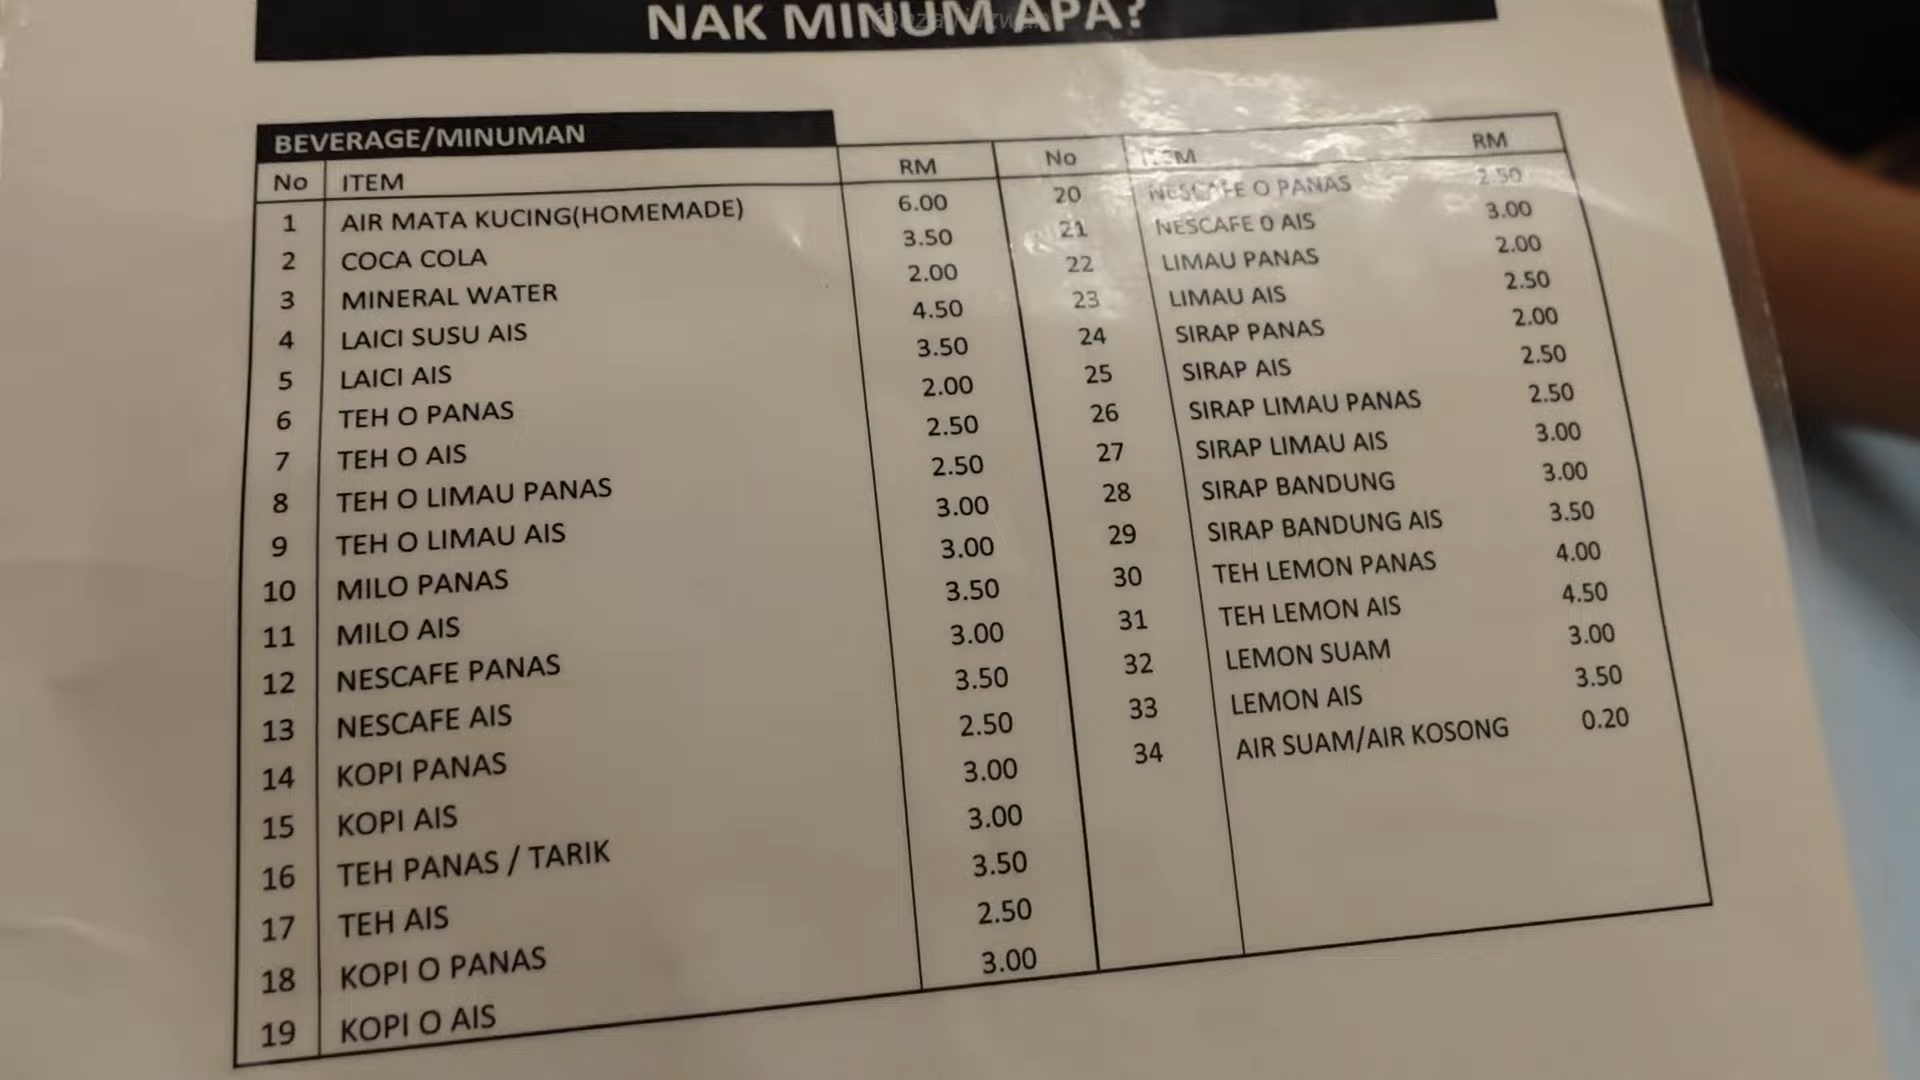 NAK MINUM APA?
BEVERAGE/MINUMAN
No ITEM RM
1 AIR MATA KUCING(HOMEMADE) 6.00
2 COCA COLA 3.50
3 MINERAL WATER 2.00
4 LAICI SUSU AIS 4.50
5 LAICI AIS 3.50
6 TEH O PANAS 2.00
7 TEH O AIS 2.50
8 TEH O LIMAU PANAS 2.50
9 TEH O LIMAU AIS 3.00
10 MILO PANAS 3.00
11 MILO AIS 3.50
12 NESCAFE PANAS 3.00
13 NESCAFE AIS 3.50
14 KOPI PANAS 2.50
15 KOPI AIS 3.00
16 TEH PANAS / TARIK 3.00
17 TEH AIS 3.50
18 KOPI O PANAS 2.50
19 KOPI O AIS 3.00
No ITEM RM
20 NESCAFE O PANAS 2.50
21 NESCAFE O AIS 3.00
22 LIMAU PANAS 2.00
23 LIMAU AIS 2.50
24 SIRAP PANAS 2.00
25 SIRAP AIS 2.50
26 SIRAP LIMAU PANAS 2.50
27 SIRAP LIMAU AIS 3.00
28 SIRAP BANDUNG 3.00
29 SIRAP BANDUNG AIS 3.50
30 TEH LEMON PANAS 4.00
31 TEH LEMON AIS 4.50
32 LEMON SUAM 3.00
33 LEMON AIS 3.50
34 AIR SUAM/AIR KOSONG 0.20